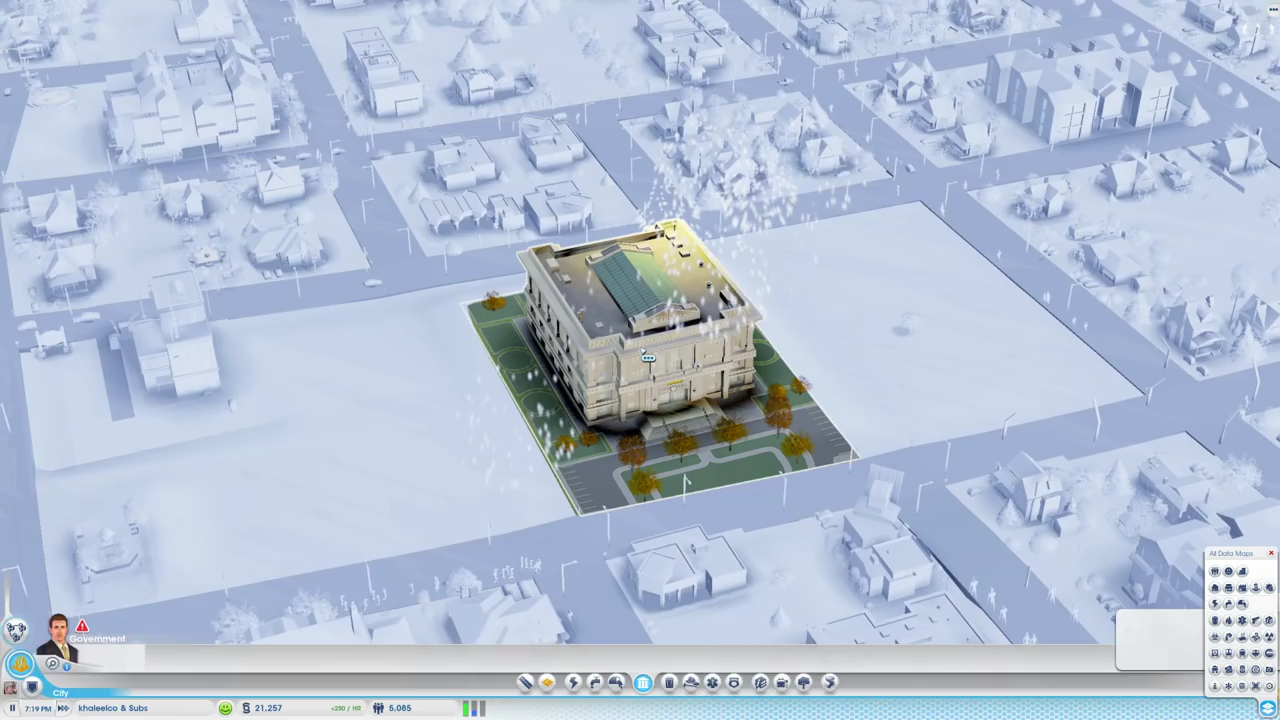 All Data Maps
Government
City
7:19 PM khaleelco & Subs 21,257 +250 / HR 5,085